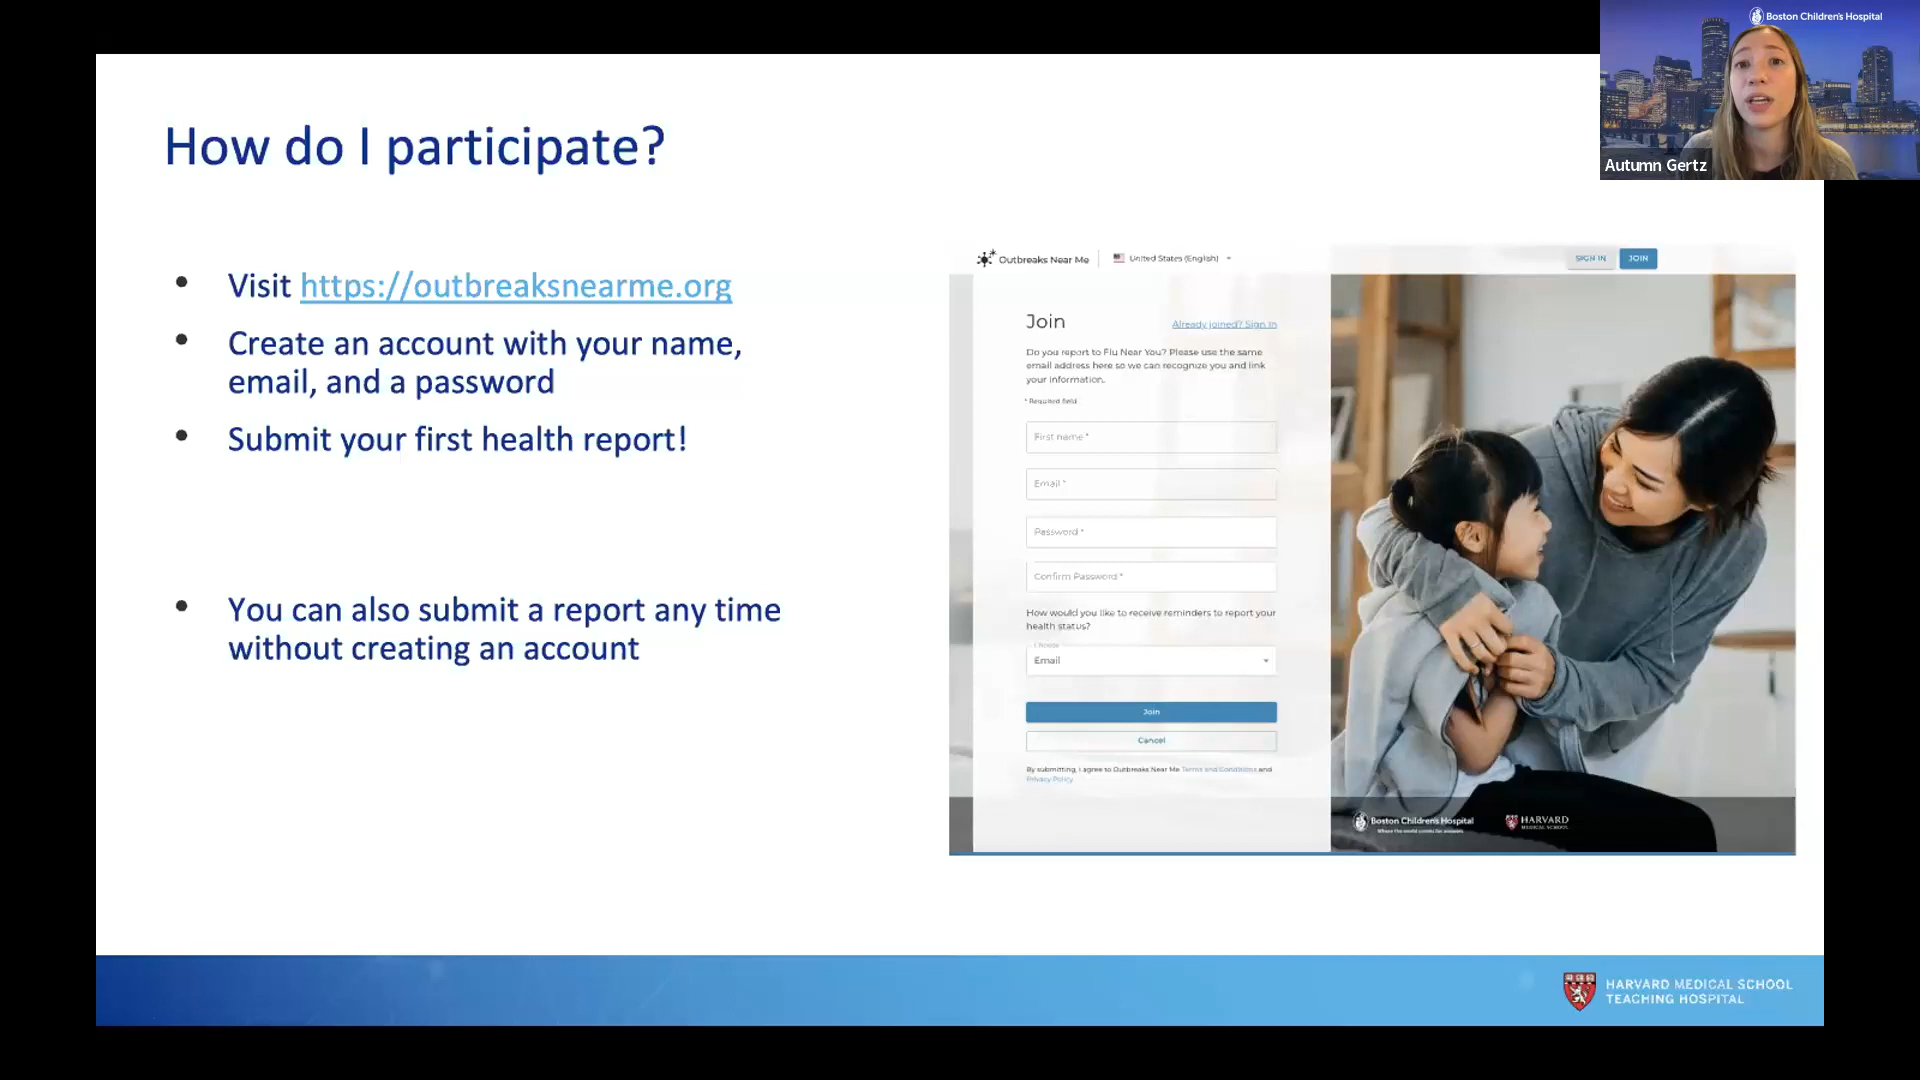 Boston Children's Hospital
Autumn Gertz
How do I participate?
• Visit https://outbreaksnearme.org
• Create an account with your name,
email, and a password
• Submit your first health report!
• You can also submit a report any time
without creating an account
Outbreaks Near Me
United States (English)
SIGN IN
JOIN
Join
Already joined? Sign In
Do you report to Flu Near You? Please use the same
email address here so we can recognize you and link
your information.
* Required field
First name *
Email *
Password *
Confirm Password *
How would you like to receive reminders to report your
health status?
Choose
Email
Join
Cancel
By submitting, I agree to Outbreaks Near Me Terms and Conditions and
Privacy Policy
Boston Children's Hospital
Where the world comes for answers
HARVARD
MEDICAL SCHOOL
HARVARD MEDICAL SCHOOL
TEACHING HOSPITAL